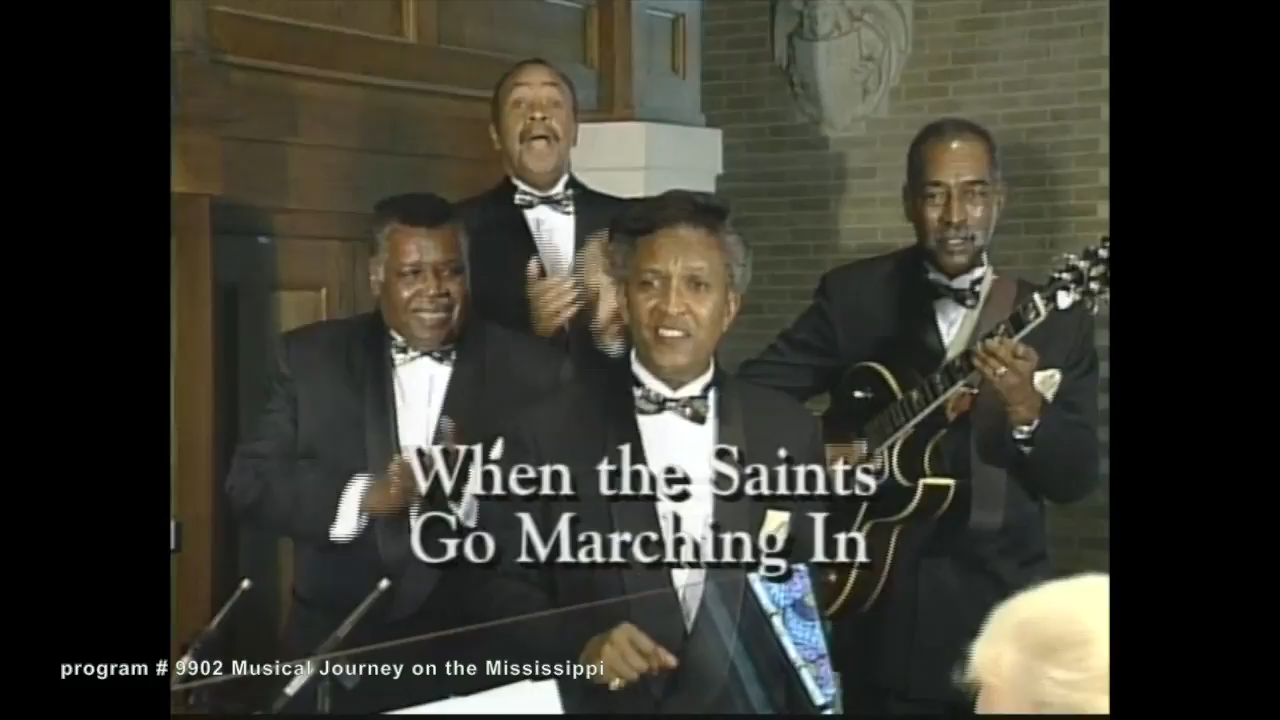 When the Saints
Go Marching In
program # 9902 Musical Journey on the Mississippi